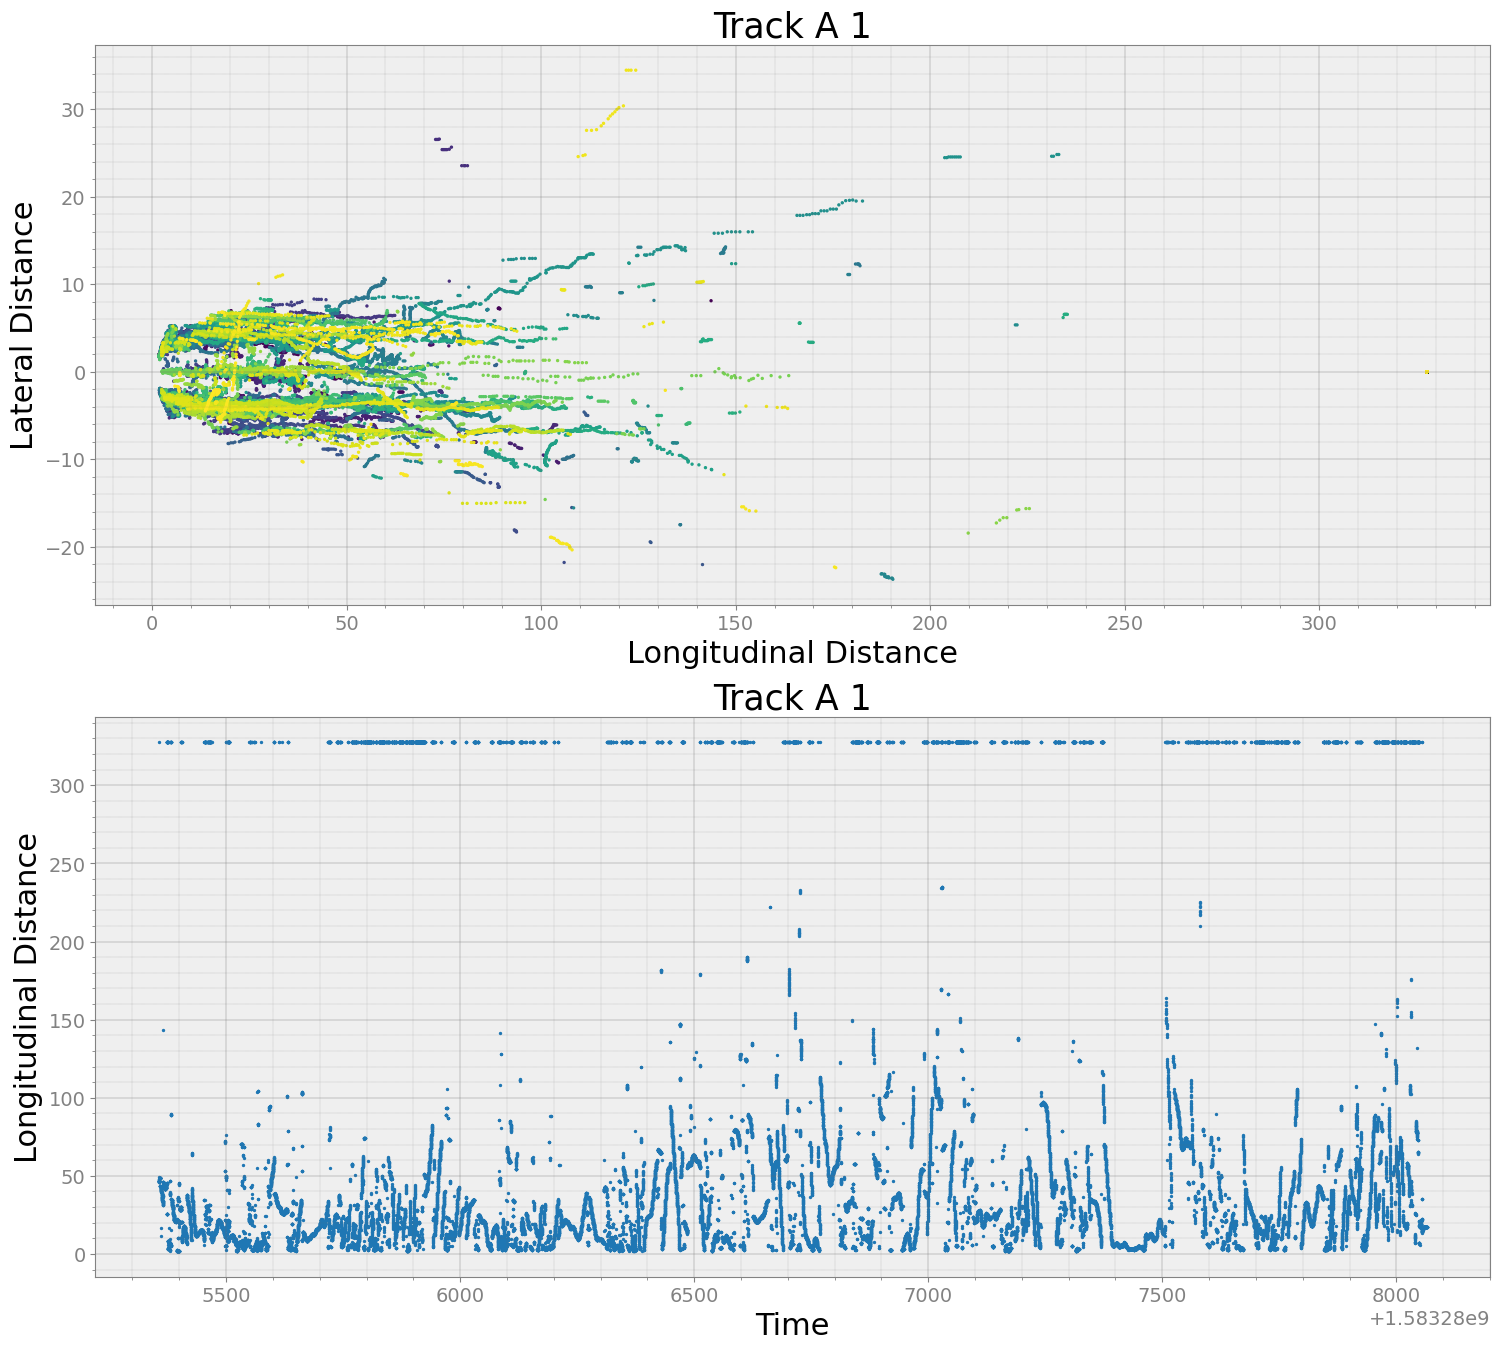 Track A 1
30
20
10
0
−10
−20
Lateral Distance
0 50 100 150 200 250 300
Longitudinal Distance
Track A 1
300
250
200
150
100
50
0
Longitudinal Distance
5500 6000 6500 7000 7500 8000
+1.58328e9
Time